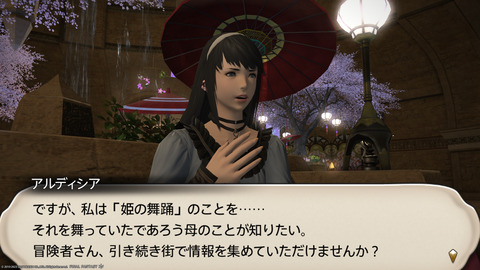 アルディシア
ですが、私は「姫の舞踊」のことを……
それを舞っていたであろう母のことが知りたい。
冒険者さん、引き続き街で情報を集めていただけませんか？